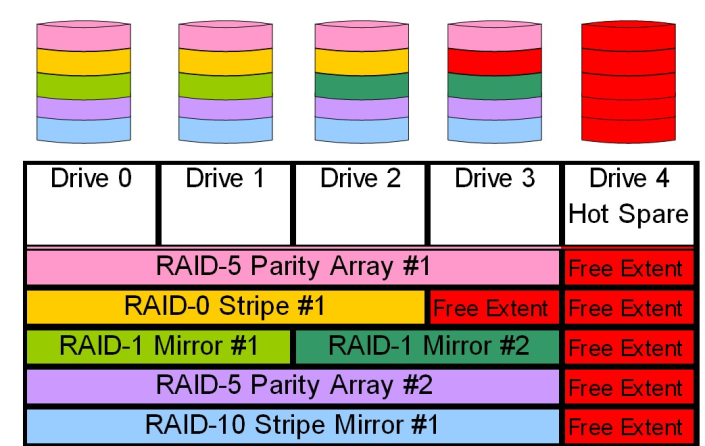 Drive 0 Drive 1 Drive 2 Drive 3 Drive 4
Hot Spare
RAID-5 Parity Array #1 Free Extent
RAID-0 Stripe #1 Free Extent Free Extent
RAID-1 Mirror #1 RAID-1 Mirror #2 Free Extent
RAID-5 Parity Array #2 Free Extent
RAID-10 Stripe Mirror #1 Free Extent